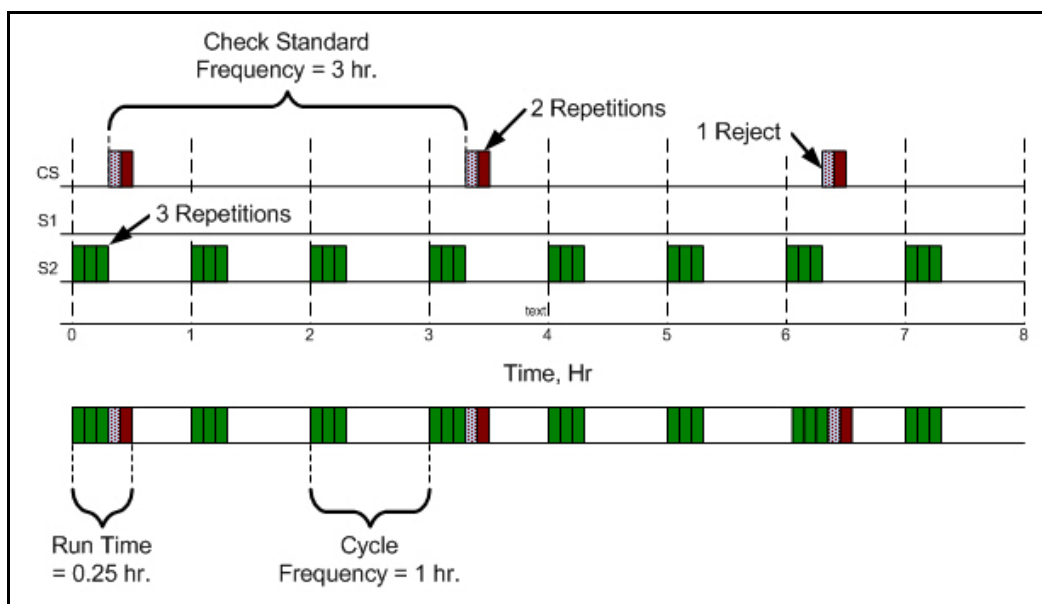 Check Standard
Frequency = 3 hr.
2 Repetitions
1 Reject
CS
S1
3 Repetitions
S2
text
0 1 2 3 4 5 6 7 8
Time, Hr
Run Time
= 0.25 hr.
Cycle
Frequency = 1 hr.